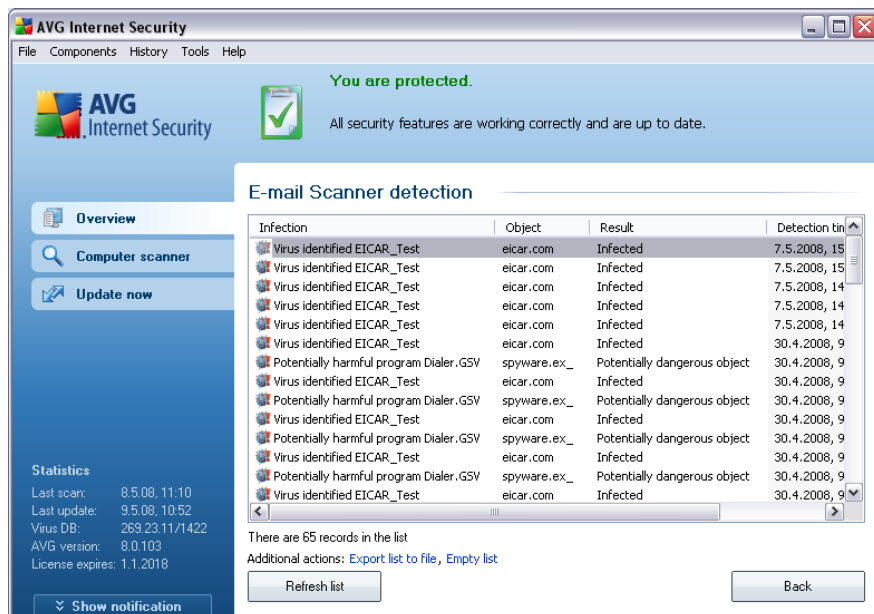 AVG Internet Security
File Components History Tools Help
AVG
Internet Security
You are protected.
All security features are working correctly and are up to date.
Overview
Computer scanner
Update now
E-mail Scanner detection
Infection Object Result Detection tin
Virus identified EICAR_Test eicar.com Infected 7.5.2008, 15
Virus identified EICAR_Test eicar.com Infected 7.5.2008, 15
Virus identified EICAR_Test eicar.com Infected 7.5.2008, 14
Virus identified EICAR_Test eicar.com Infected 7.5.2008, 14
Virus identified EICAR_Test eicar.com Infected 7.5.2008, 14
Virus identified EICAR_Test eicar.com Infected 30.4.2008, 9
Potentially harmful program Dialer.GSV spyware.ex_ Potentially dangerous object 30.4.2008, 9
Virus identified EICAR_Test eicar.com Infected 30.4.2008, 9
Potentially harmful program Dialer.GSV spyware.ex_ Potentially dangerous object 30.4.2008, 9
Virus identified EICAR_Test eicar.com Infected 30.4.2008, 9
Potentially harmful program Dialer.GSV spyware.ex_ Potentially dangerous object 30.4.2008, 9
Virus identified EICAR_Test eicar.com Infected 30.4.2008, 9
Potentially harmful program Dialer.GSV spyware.ex_ Potentially dangerous object 30.4.2008, 9
Virus identified EICAR_Test eicar.com Infected 30.4.2008, 9
There are 65 records in the list
Additional actions: Export list to file, Empty list
Refresh list Back
Statistics
Last scan: 8.5.08, 11:10
Last update: 9.5.08, 10:52
Virus DB: 269.23.11/1422
AVG version: 8.0.103
License expires: 1.1.2018
Show notification